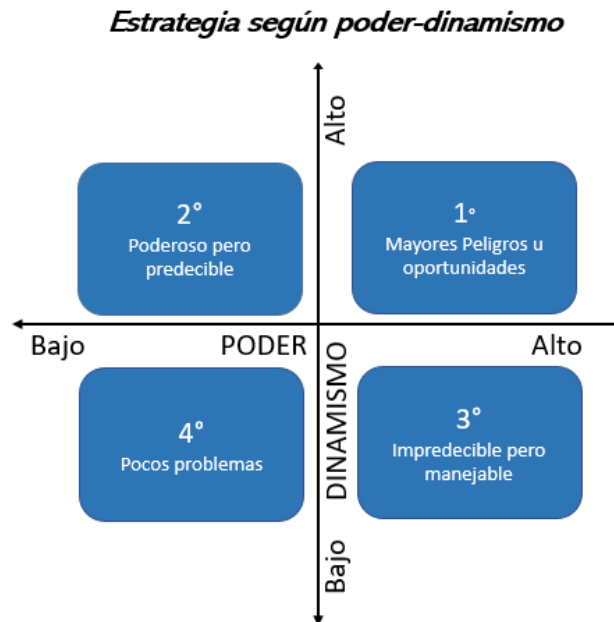 Estrategia según poder-dinamismo
Alto
2°
Poderoso pero
predecible
1°
Mayores Peligros u
oportunidades
Bajo
PODER
Alto
DINAMISMO
4°
Pocos problemas
3°
Impredecible pero
manejable
Bajo